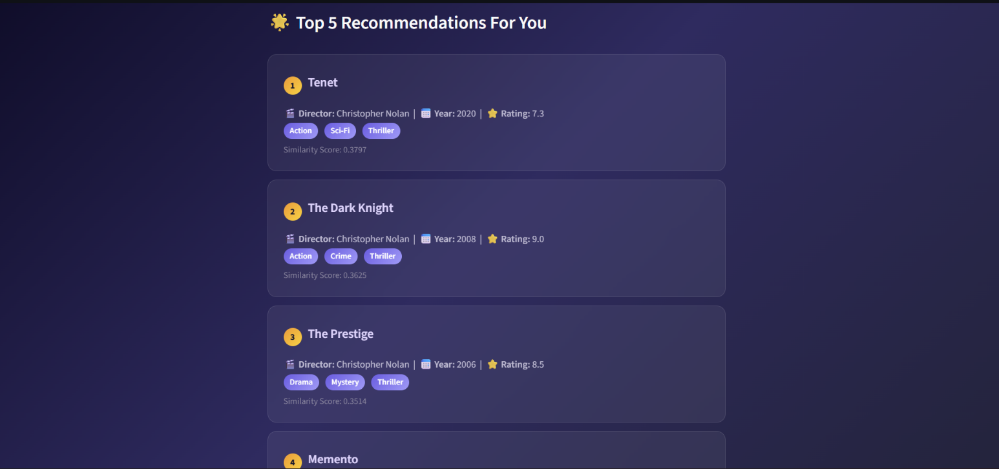 Top 5 Recommendations For You
1 Tenet
Director: Christopher Nolan | Year: 2020 | Rating: 7.3
Action Sci-Fi Thriller
Similarity Score: 0.3797
2 The Dark Knight
Director: Christopher Nolan | Year: 2008 | Rating: 9.0
Action Crime Thriller
Similarity Score: 0.3625
3 The Prestige
Director: Christopher Nolan | Year: 2006 | Rating: 8.5
Drama Mystery Thriller
Similarity Score: 0.3514
4 Memento